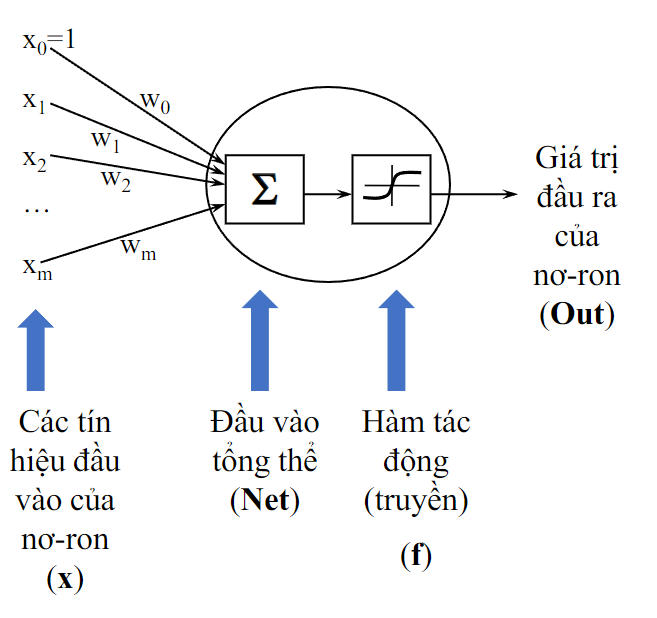 x0=1
w0
x1
w1
x2
w2
…
wm
xm
Σ
Giá trị
đầu ra
của
nơ-ron
(Out)
Các tín
hiệu đầu
vào của
nơ-ron
(x)
Đầu vào
tổng thể
(Net)
Hàm tác
động
(truyền)
(f)